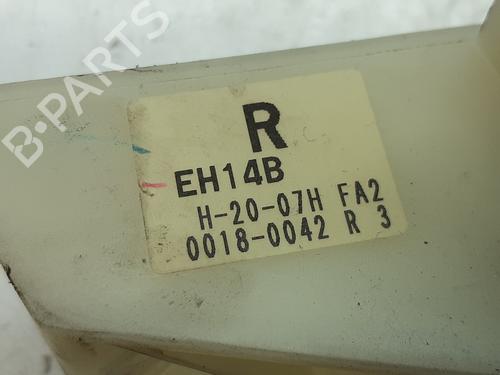 B-PARTS
R
EH14B
H-20-07H FA2
0018-0042 R 3